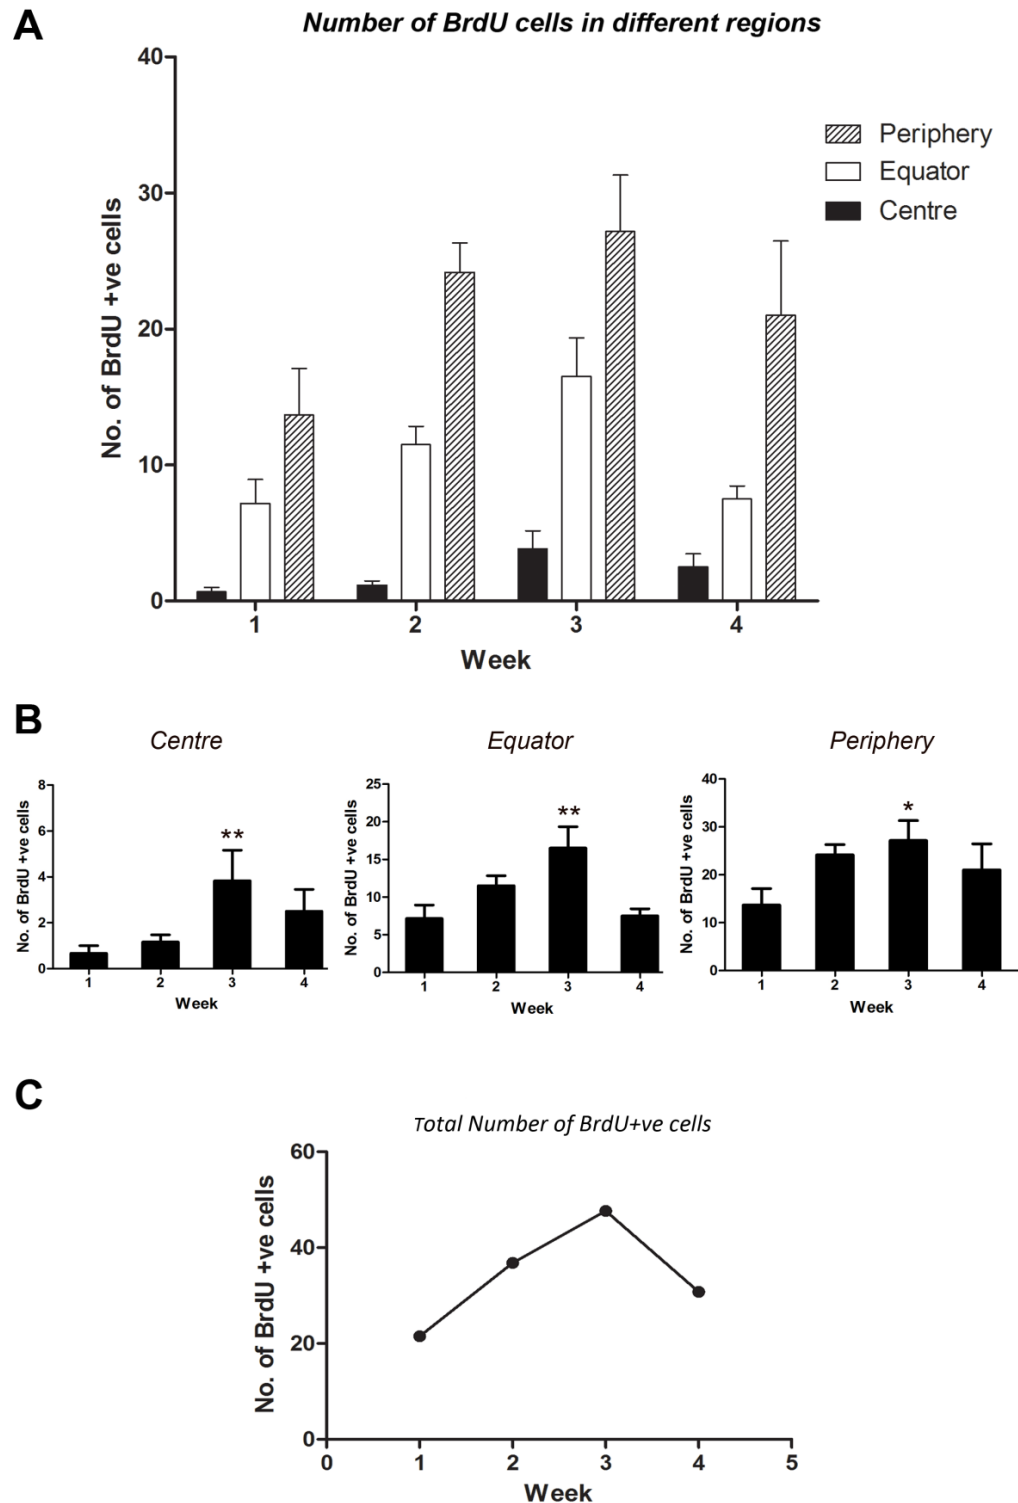 A
Number of BrdU cells in different regions
40
30
20
10
0
No. of BrdU +ve cells
Periphery
Equator
Centre
1 2 3 4
Week
B
Centre
8
6
4
2
0
No. of BrdU +ve cells
**
1 2 3 4
Week
Equator
25
20
15
10
5
0
No. of BrdU +ve cells
**
1 2 3 4
Week
Periphery
40
30
20
10
0
No. of BrdU +ve cells
*
1 2 3 4
Week
C
Total Number of BrdU+ve cells
60
40
20
0
No. of BrdU +ve cells
0 1 2 3 4 5
Week